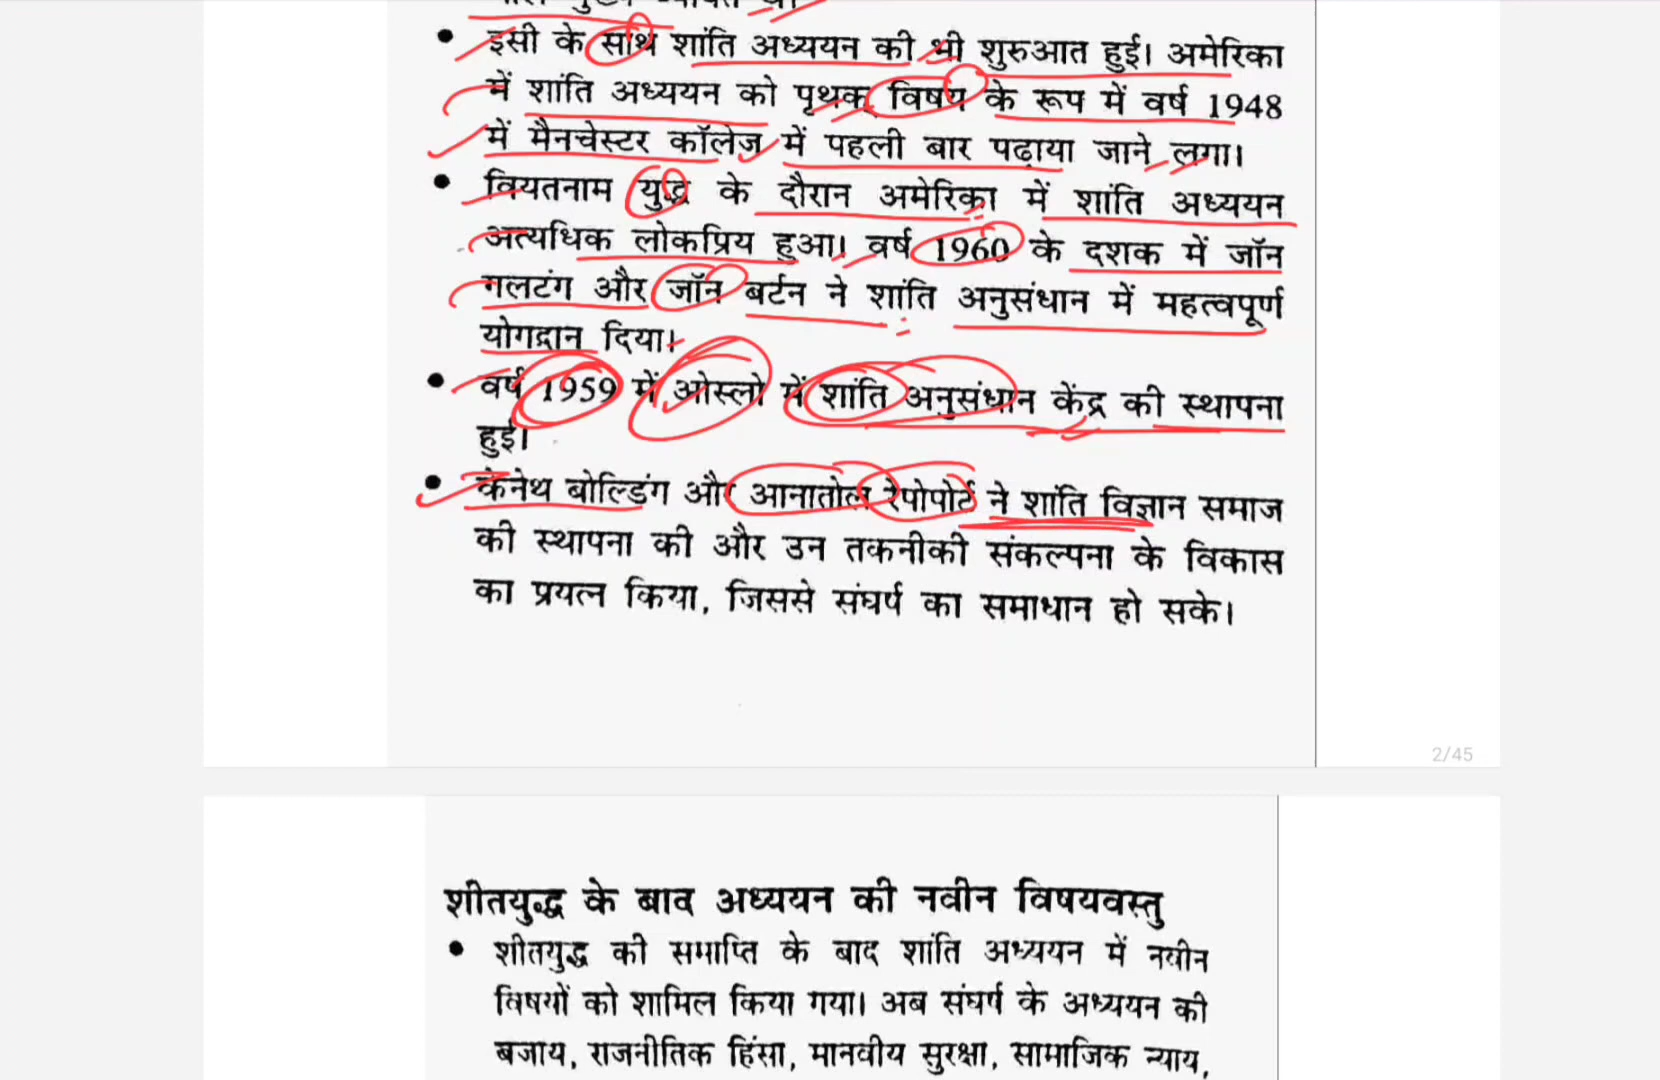 • इसी के साथ शांति अध्ययन की भी शुरुआत हुई। अमेरिका
में शांति अध्ययन को पृथक् विषय के रूप में वर्ष 1948
में मैनचेस्टर कॉलेज में पहली बार पढ़ाया जाने लगा।
• वियतनाम युद्ध के दौरान अमेरिका में शांति अध्ययन
अत्यधिक लोकप्रिय हुआ। वर्ष 1960 के दशक में जॉन
गलटंग और जॉन बर्टन ने शांति अनुसंधान में महत्वपूर्ण
योगदान दिया।
• वर्ष 1959 में ओस्लो में शांति अनुसंधान केंद्र की स्थापना
हुई।
• केनेथ बोल्डिंग और आनातोल रेपोपोर्ट ने शांति विज्ञान समाज
की स्थापना की और उन तकनीकी संकल्पना के विकास
का प्रयत्न किया, जिससे संघर्ष का समाधान हो सके।
2/45
शीतयुद्ध के बाद अध्ययन की नवीन विषयवस्तु
• शीतयुद्ध की समाप्ति के बाद शांति अध्ययन में नवीन
विषयों को शामिल किया गया। अब संघर्ष के अध्ययन की
बजाय, राजनीतिक हिंसा, मानवीय सुरक्षा, सामाजिक न्याय,